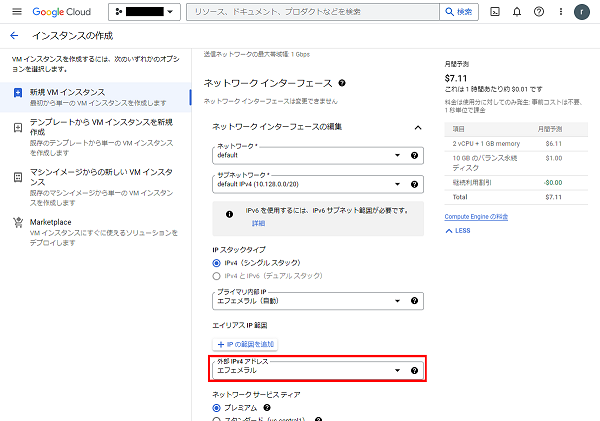 Google Cloud
リソース、ドキュメント、プロダクトなどを検索
検索
r
インスタンスの作成
VM インスタンスを作成するには、次のいずれかのオプションを選択します。
新規 VM インスタンス
最初から単一の VM インスタンスを作成します
テンプレートから VM インスタンスを新規作成
既存のテンプレートから単一の VM インスタンスを作成します
マシンイメージからの新しい VM インスタンス
既存のマシンイメージから単一の VM インスタンスを作成します
Marketplace
VM インスタンスにすぐに使えるソリューションをデプロイします
送信ネットワークの最大帯域幅: 1 Gbps
ネットワーク インターフェース
ネットワーク インターフェースは変更できません
ネットワーク インターフェースの編集
ネットワーク *
default
サブネットワーク *
default IPv4 (10.128.0.0/20)
IPv6 を使用するには、IPv6 サブネット範囲が必要です。
詳細
IP スタックタイプ
IPv4（シングル スタック）
IPv4 と IPv6（デュアル スタック）
プライマリ内部 IP
エフェメラル（自動）
エイリアス IP 範囲
IP の範囲を追加
外部 IPv4 アドレス
エフェメラル
ネットワーク サービス ティア
プレミアム
スタンダード（us-central1）
月間予測
$7.11
これは 1 時間あたり約 $0.01 です
料金は使用分に対してのみ発生: 事前コストは不要、1 秒単位で課金
項目 月間予測
2 vCPU + 1 GB memory $6.11
10 GB のバランス永続ディスク $1.00
継続利用割引 -$0.00
Total $7.11
Compute Engine の料金
LESS